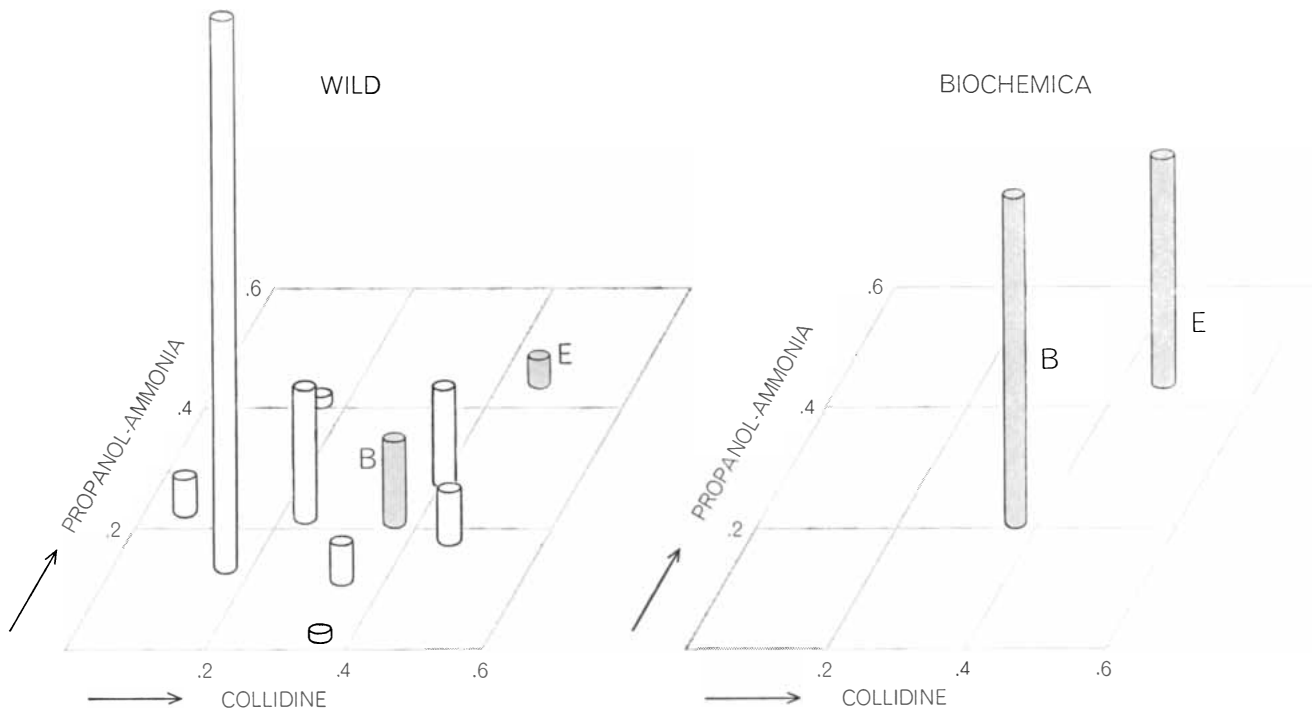 WILD
.6
.4
.2
PROPANOL-AMMONIA
E
B
.2
.4
.6
COLLIDINE
BIOCHEMICA
.6
.4
.2
PROPANOL-AMMONIA
E
B
.2
.4
.6
COLLIDINE